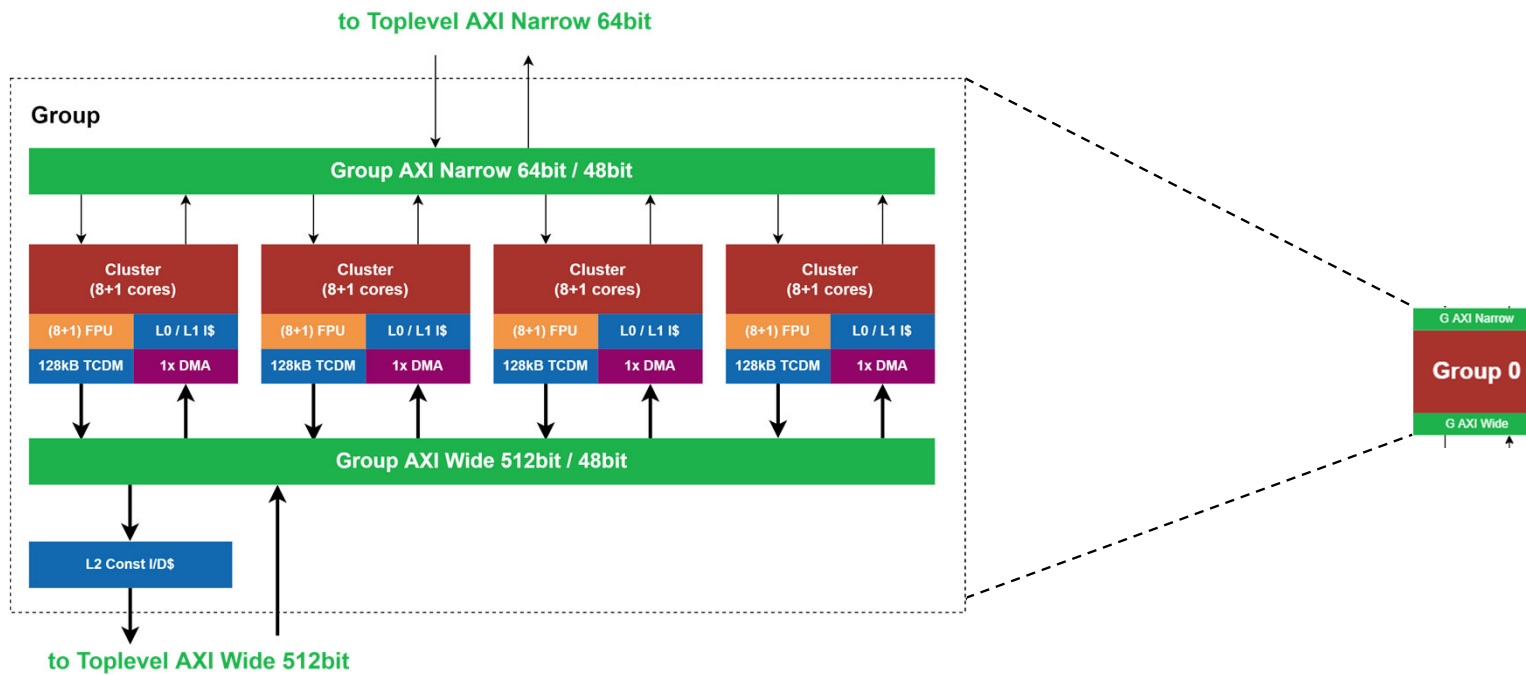 to Toplevel AXI Narrow 64bit
Group
Group AXI Narrow 64bit / 48bit
Cluster
(8+1 cores)
(8+1) FPU
L0 / L1 I$
128kB TCDM
1x DMA
Cluster
(8+1 cores)
(8+1) FPU
L0 / L1 I$
128kB TCDM
1x DMA
Cluster
(8+1 cores)
(8+1) FPU
L0 / L1 I$
128kB TCDM
1x DMA
Cluster
(8+1 cores)
(8+1) FPU
L0 / L1 I$
128kB TCDM
1x DMA
Group AXI Wide 512bit / 48bit
L2 Const I/D$
to Toplevel AXI Wide 512bit
G AXI Narrow
Group 0
G AXI Wide